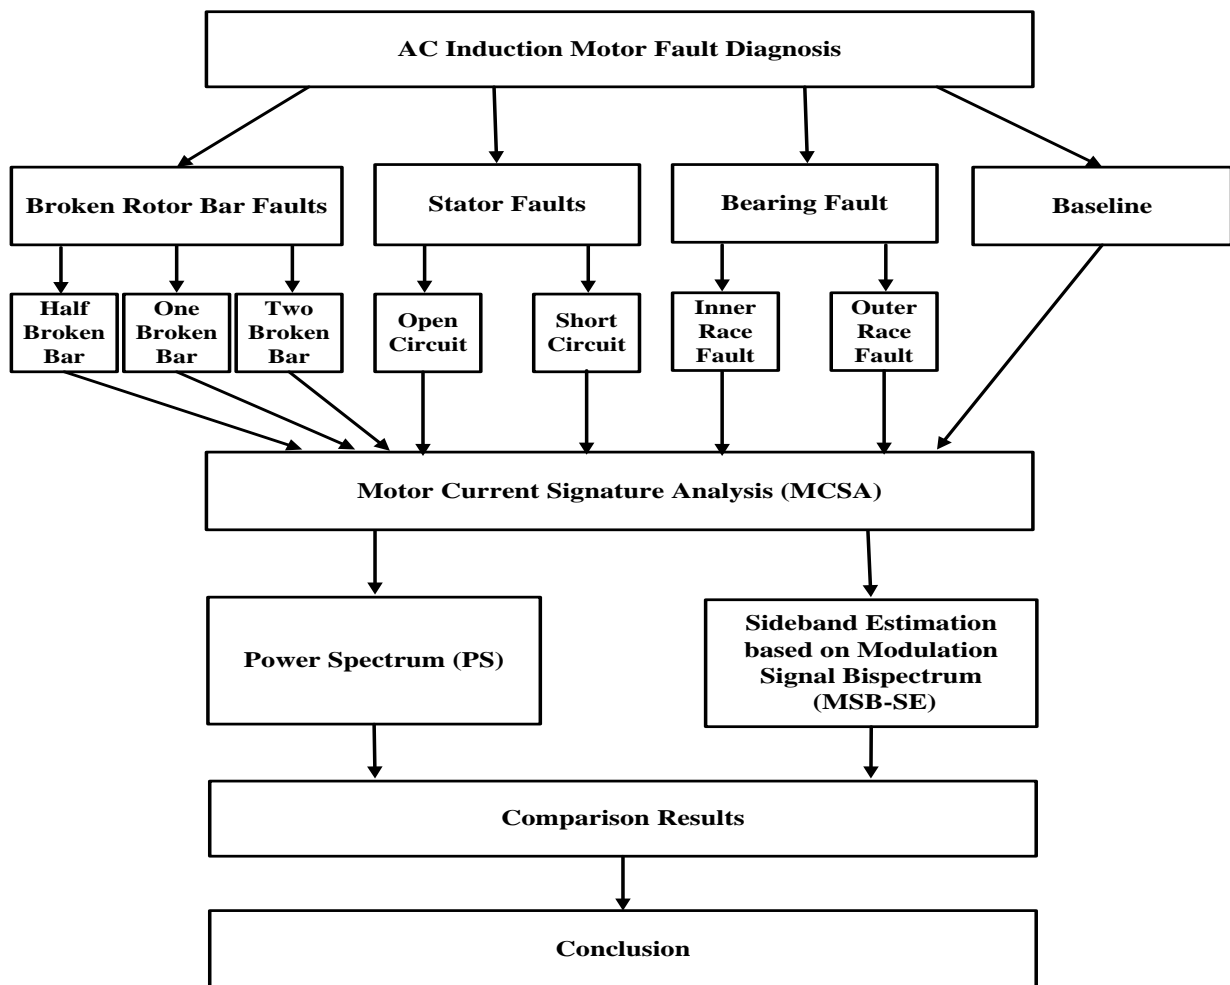 AC Induction Motor Fault Diagnosis
Broken Rotor Bar Faults
Stator Faults
Bearing Fault
Baseline
Half
Broken
Bar
One
Broken
Bar
Two
Broken
Bar
Open
Circuit
Short
Circuit
Inner
Race
Fault
Outer
Race
Fault
Motor Current Signature Analysis (MCSA)
Power Spectrum (PS)
Sideband Estimation
based on Modulation
Signal Bispectrum
(MSB-SE)
Comparison Results
Conclusion